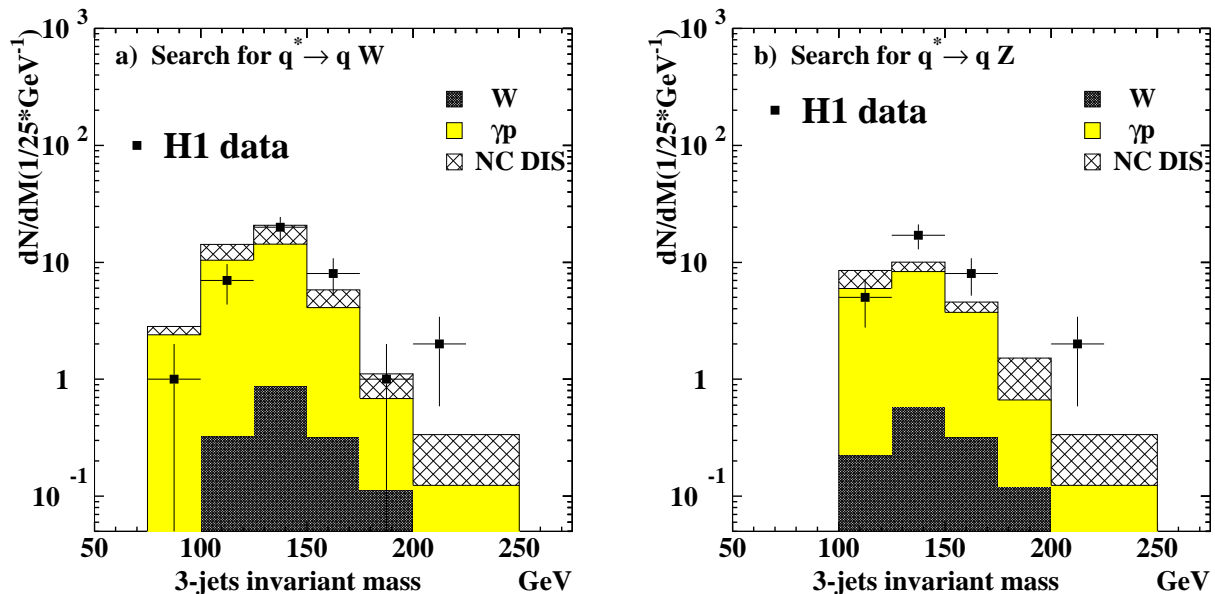 a) Search for q* → q W
H1 data
W
γp
NC DIS
dN/dM(1/25*GeV⁻¹)
10³
10²
10
1
10⁻¹
50 100 150 200 250
3-jets invariant mass GeV
b) Search for q* → q Z
H1 data
W
γp
NC DIS
dN/dM(1/25*GeV⁻¹)
10³
10²
10
1
10⁻¹
50 100 150 200 250
3-jets invariant mass GeV